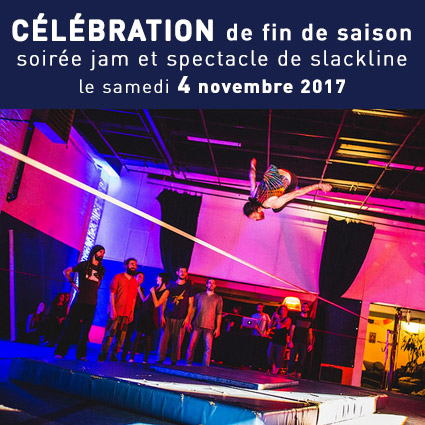 CÉLÉBRATION de fin de saison
soirée jam et spectacle de slackline
le samedi 4 novembre 2017